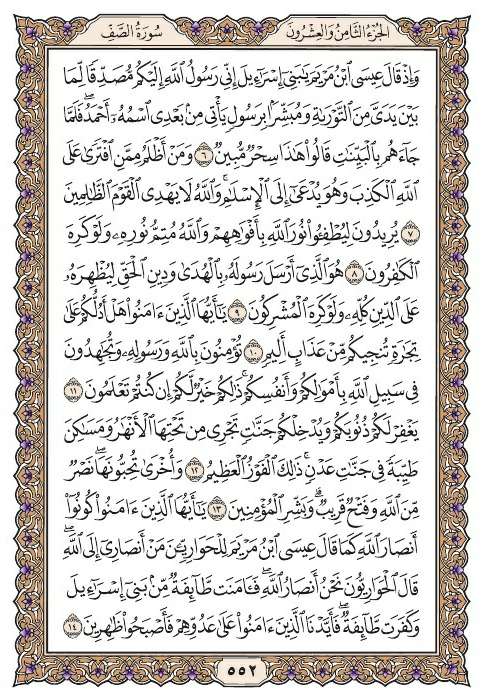 الجزء الثامن والعشرون سورة الصف
وَإِذْ قَالَ عِيسَى ٱبْنُ مَرْيَمَ يَٰبَنِىٓ إِسْرَٰٓءِيلَ إِنِّى رَسُولُ ٱللَّهِ إِلَيْكُم مُّصَدِّقًا لِّمَا
بَيْنَ يَدَىَّ مِنَ ٱلتَّوْرَىٰةِ وَمُبَشِّرًۢا بِرَسُولٍ يَأْتِى مِنۢ بَعْدِى ٱسْمُهُۥٓ أَحْمَدُ ۖ فَلَمَّا
جَآءَهُم بِٱلْبَيِّنَٰتِ قَالُوا۟ هَٰذَا سِحْرٌ مُّبِينٌ ٦ وَمَنْ أَظْلَمُ مِمَّنِ ٱفْتَرَىٰ عَلَى
ٱللَّهِ ٱلْكَذِبَ وَهُوَ يُدْعَىٰٓ إِلَى ٱلْإِسْلَٰمِ ۚ وَٱللَّهُ لَا يَهْدِى ٱلْقَوْمَ ٱلظَّٰلِمِينَ
٧ يُرِيدُونَ لِيُطْفِـُٔوا۟ نُورَ ٱللَّهِ بِأَفْوَٰهِهِمْ وَٱللَّهُ مُتِمُّ نُورِهِۦ وَلَوْ كَرِهَ
ٱلْكَٰفِرُونَ ٨ هُوَ ٱلَّذِىٓ أَرْسَلَ رَسُولَهُۥ بِٱلْهُدَىٰ وَدِينِ ٱلْحَقِّ لِيُظْهِرَهُۥ
عَلَى ٱلدِّينِ كُلِّهِۦ وَلَوْ كَرِهَ ٱلْمُشْرِكُونَ ٩ يَٰٓأَيُّهَا ٱلَّذِينَ ءَامَنُوا۟ هَلْ أَدُلُّكُمْ عَلَىٰ
تِجَٰرَةٍ تُنجِيكُم مِّنْ عَذَابٍ أَلِيمٍ ١٠ تُؤْمِنُونَ بِٱللَّهِ وَرَسُولِهِۦ وَتُجَٰهِدُونَ
فِى سَبِيلِ ٱللَّهِ بِأَمْوَٰلِكُمْ وَأَنفُسِكُمْ ۚ ذَٰلِكُمْ خَيْرٌ لَّكُمْ إِن كُنتُمْ تَعْلَمُونَ ١١
يَغْفِرْ لَكُمْ ذُنُوبَكُمْ وَيُدْخِلْكُمْ جَنَّٰتٍ تَجْرِى مِن تَحْتِهَا ٱلْأَنْهَٰرُ وَمَسَٰكِنَ
طَيِّبَةً فِى جَنَّٰتِ عَدْنٍ ۚ ذَٰلِكَ ٱلْفَوْزُ ٱلْعَظِيمُ ١٢ وَأُخْرَىٰ تُحِبُّونَهَا ۖ نَصْرٌ
مِّنَ ٱللَّهِ وَفَتْحٌ قَرِيبٌ ۗ وَبَشِّرِ ٱلْمُؤْمِنِينَ ١٣ يَٰٓأَيُّهَا ٱلَّذِينَ ءَامَنُوا۟ كُونُوٓا۟
أَنصَارَ ٱللَّهِ كَمَا قَالَ عِيسَى ٱبْنُ مَرْيَمَ لِلْحَوَارِيِّـۧنَ مَنْ أَنصَارِىٓ إِلَى ٱللَّهِ ۖ
قَالَ ٱلْحَوَارِيُّونَ نَحْنُ أَنصَارُ ٱللَّهِ ۖ فَـَٔامَنَت طَّآئِفَةٌ مِّنۢ بَنِىٓ إِسْرَٰٓءِيلَ
وَكَفَرَت طَّآئِفَةٌ ۖ فَأَيَّدْنَا ٱلَّذِينَ ءَامَنُوا۟ عَلَىٰ عَدُوِّهِمْ فَأَصْبَحُوا۟ ظَٰهِرِينَ ١٤
٥٥٢